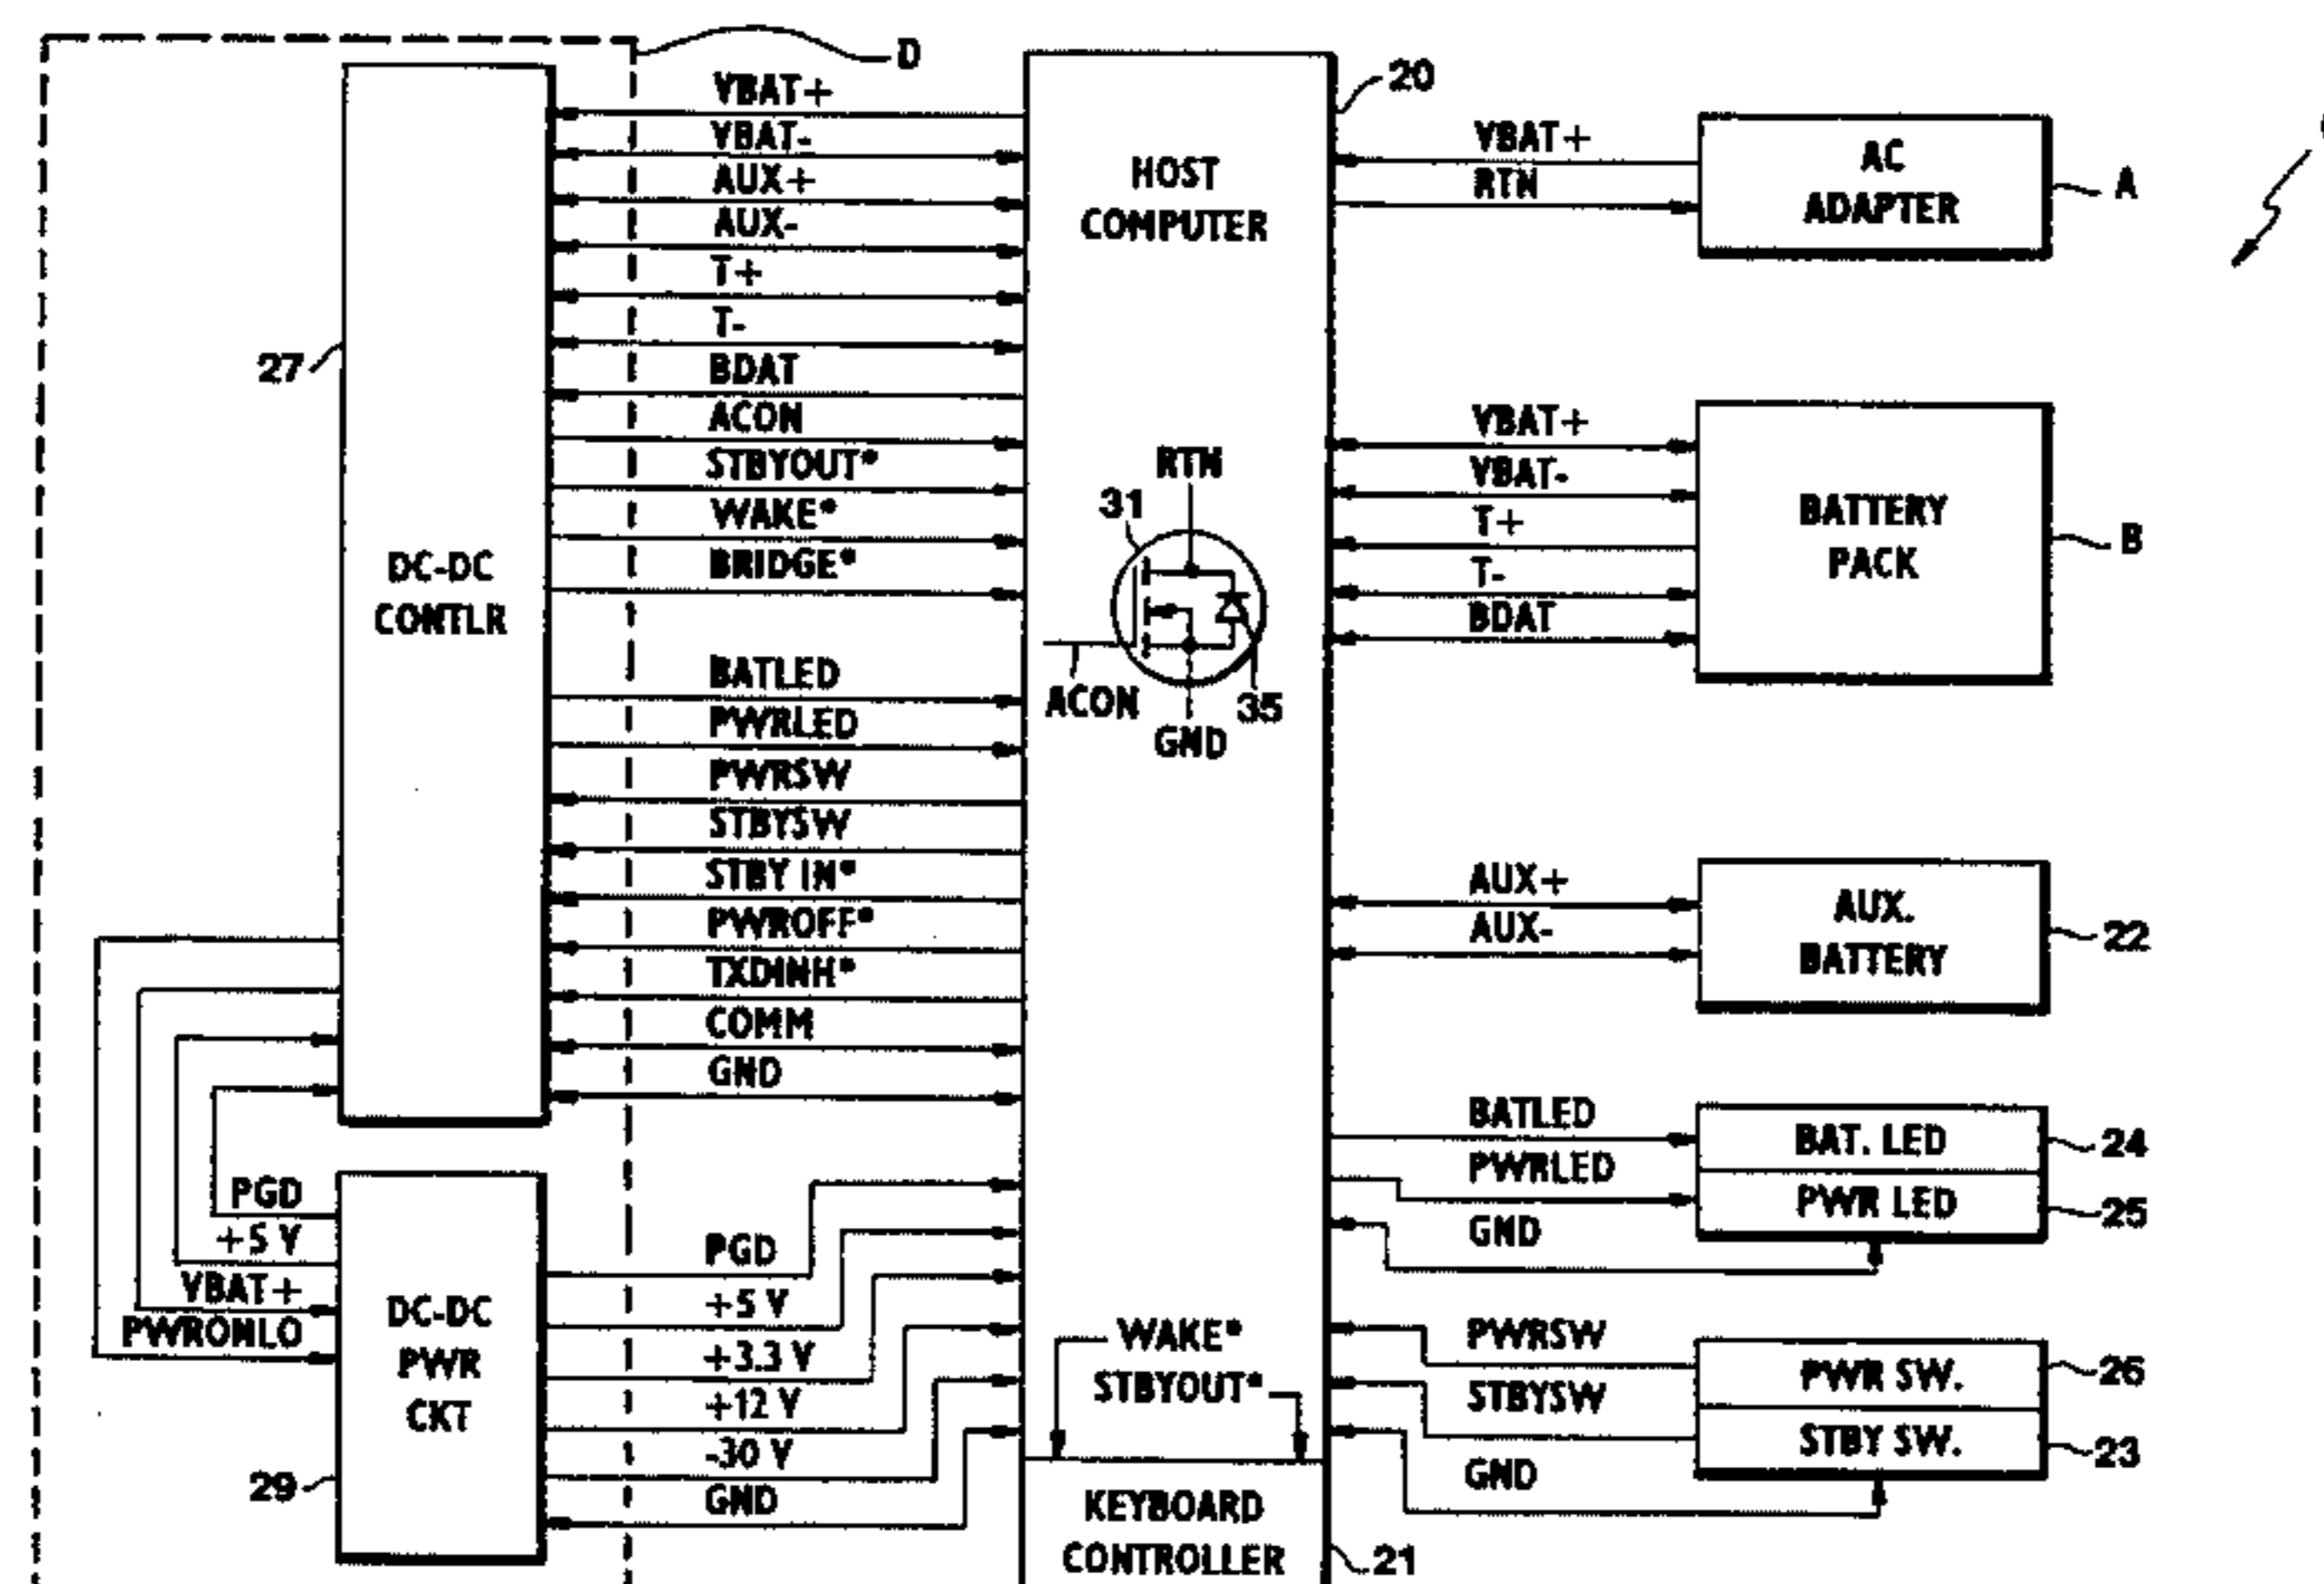 D
VBAT+
VBAT-
AUX+
AUX-
T+
T-
BDAT
ACON
STBYOUT*
WAKE*
BRIDGE*
BATLED
PWRLED
PWRSW
STBYSW
STBY IN*
PWROFF*
TXDINH*
COMM
GND
27
DC-DC
CONTLR
PGD
+5 V
VBAT+
PWRONLO
DC-DC
PWR
CKT
29
PGD
+5 V
+3.3 V
+12 V
-30 V
GND
20
HOST
COMPUTER
RTN
31
ACON
35
GND
WAKE*
STBYOUT*
KEYBOARD
CONTROLLER
21
VBAT+
RTN
AC
ADAPTER
A
VBAT+
VBAT-
T+
T-
BDAT
BATTERY
PACK
B
AUX+
AUX-
AUX.
BATTERY
22
BATLED
PWRLED
GND
BAT. LED
24
PWR LED
25
PWRSW
STBYSW
GND
PWR SW.
26
STBY SW.
23